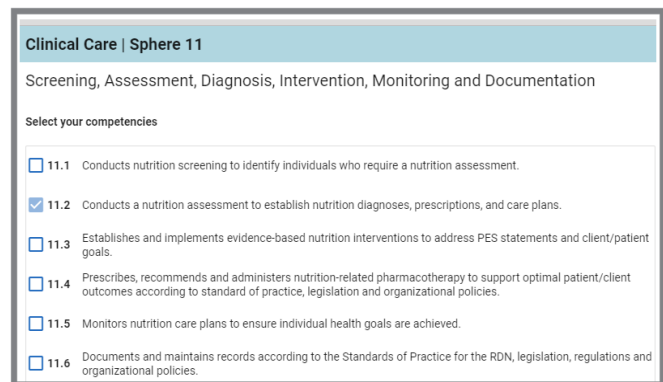 Clinical Care | Sphere 11
Screening, Assessment, Diagnosis, Intervention, Monitoring and Documentation
Select your competencies
11.1 Conducts nutrition screening to identify individuals who require a nutrition assessment.
11.2 Conducts a nutrition assessment to establish nutrition diagnoses, prescriptions, and care plans.
11.3 Establishes and implements evidence-based nutrition interventions to address PES statements and client/patient
goals.
11.4 Prescribes, recommends and administers nutrition-related pharmacotherapy to support optimal patient/client
outcomes according to standard of practice, legislation and organizational policies.
11.5 Monitors nutrition care plans to ensure individual health goals are achieved.
11.6 Documents and maintains records according to the Standards of Practice for the RDN, legislation, regulations and
organizational policies.